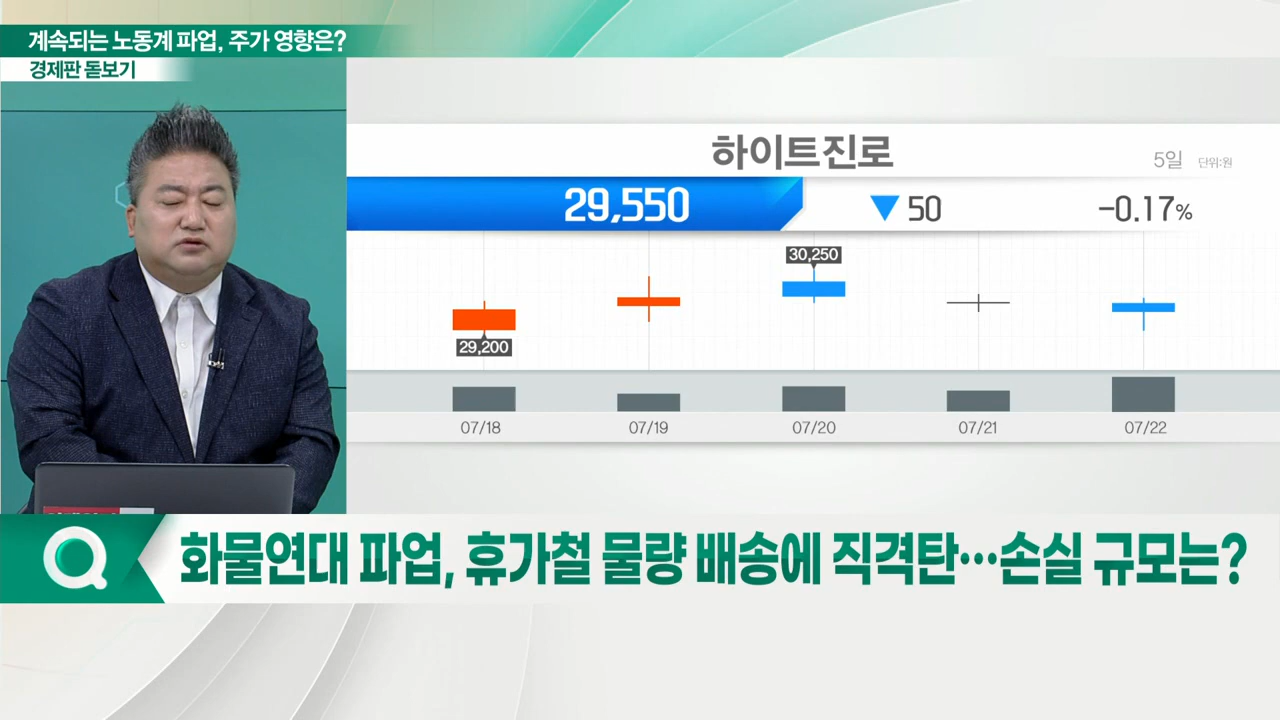 계속되는 노동계 파업, 주가 영향은?
경제판 돋보기
하이트진로
5일 단위:원
29,550 ▼50 -0.17%
30,250
29,200
07/18 07/19 07/20 07/21 07/22
화물연대 파업, 휴가철 물량 배송에 직격탄…손실 규모는?